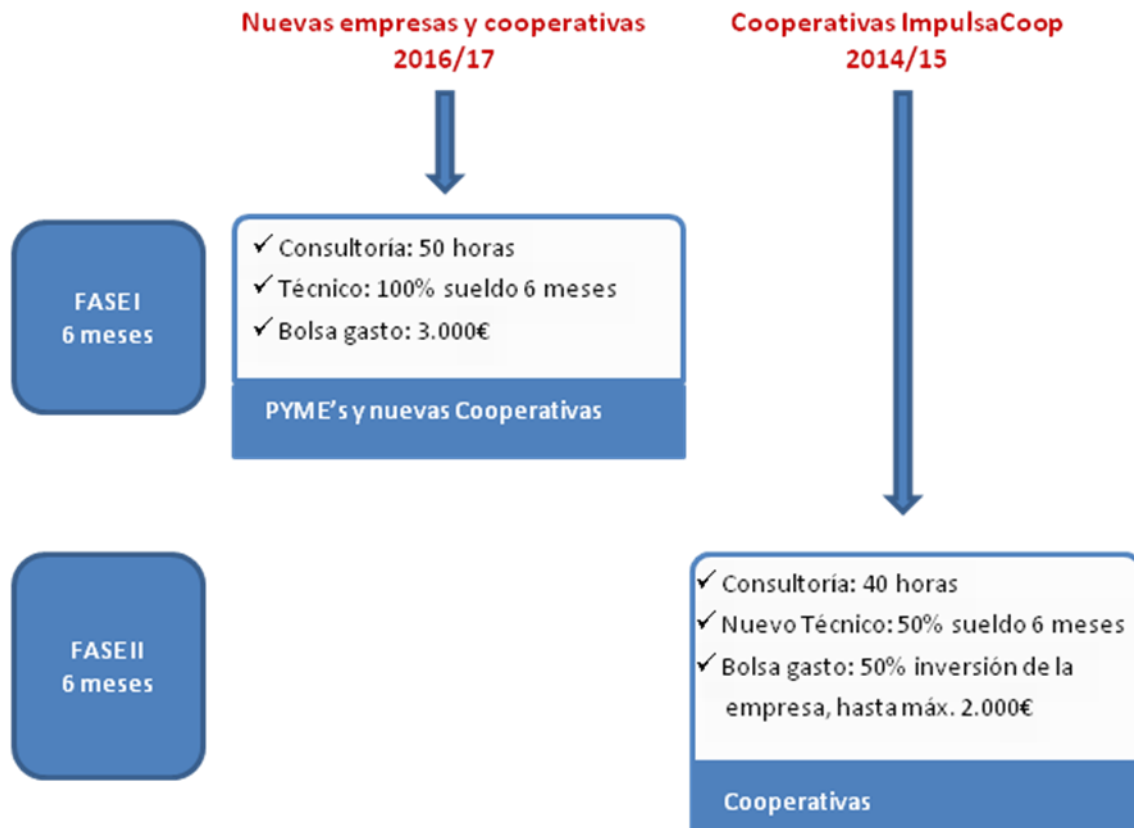 Nuevas empresas y cooperativas
2016/17
Cooperativas ImpulsaCoop
2014/15
FASE I
6 meses
✓ Consultoría: 50 horas
✓ Técnico: 100% sueldo 6 meses
✓ Bolsa gasto: 3.000€
PYME's y nuevas Cooperativas
FASE II
6 meses
✓ Consultoría: 40 horas
✓ Nuevo Técnico: 50% sueldo 6 meses
✓ Bolsa gasto: 50% inversión de la
empresa, hasta máx. 2.000€
Cooperativas